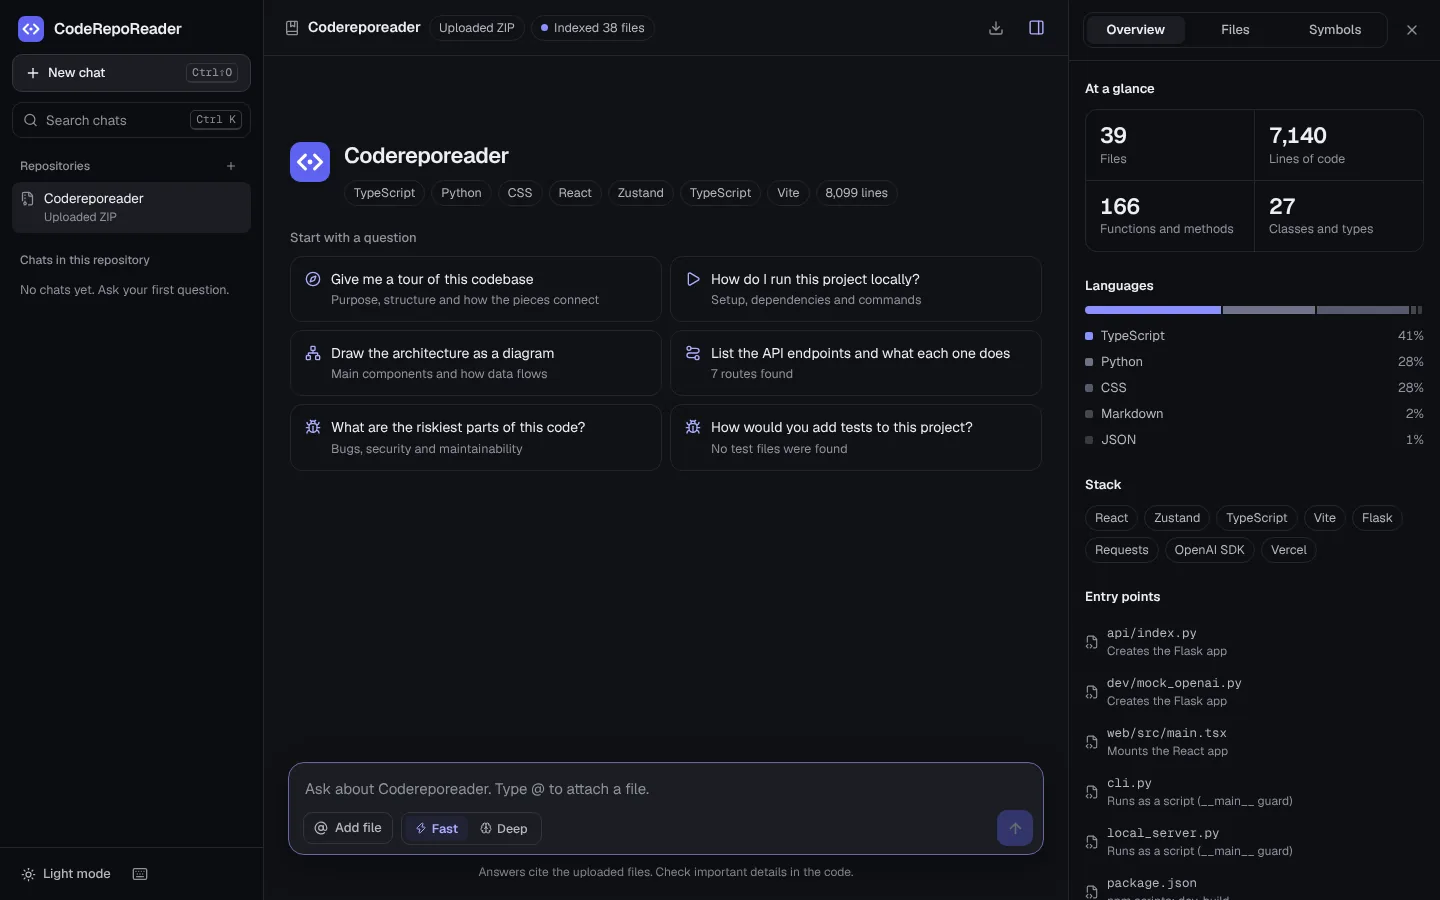 CodeRepoReader
New chat
Ctrl⇧O
Search chats
Ctrl K
Repositories
+
Codereporeader
Uploaded ZIP
Chats in this repository
No chats yet. Ask your first question.
Light mode
Codereporeader
Uploaded ZIP
Indexed 38 files
Codereporeader
TypeScript
Python
CSS
React
Zustand
TypeScript
Vite
8,099 lines
Start with a question
Give me a tour of this codebase
Purpose, structure and how the pieces connect
How do I run this project locally?
Setup, dependencies and commands
Draw the architecture as a diagram
Main components and how data flows
List the API endpoints and what each one does
7 routes found
What are the riskiest parts of this code?
Bugs, security and maintainability
How would you add tests to this project?
No test files were found
Ask about Codereporeader. Type @ to attach a file.
Add file
Fast
Deep
Answers cite the uploaded files. Check important details in the code.
Overview
Files
Symbols
At a glance
39
Files
7,140
Lines of code
166
Functions and methods
27
Classes and types
Languages
TypeScript 41%
Python 28%
CSS 28%
Markdown 2%
JSON 1%
Stack
React
Zustand
TypeScript
Vite
Flask
Requests
OpenAI SDK
Vercel
Entry points
api/index.py
Creates the Flask app
dev/mock_openai.py
Creates the Flask app
web/src/main.tsx
Mounts the React app
cli.py
Runs as a script (__main__ guard)
local_server.py
Runs as a script (__main__ guard)
package.json